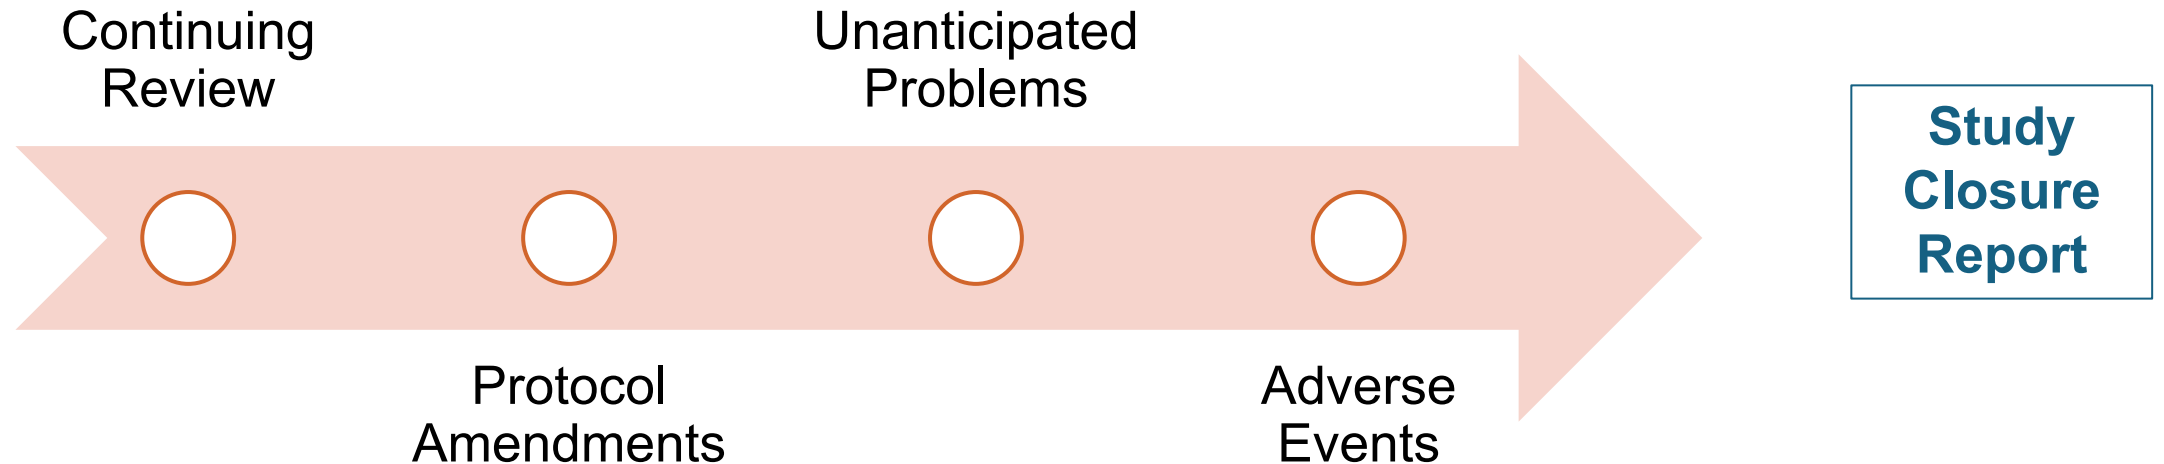 Continuing
Review
Protocol
Amendments
Unanticipated
Problems
Adverse
Events
Study
Closure
Report